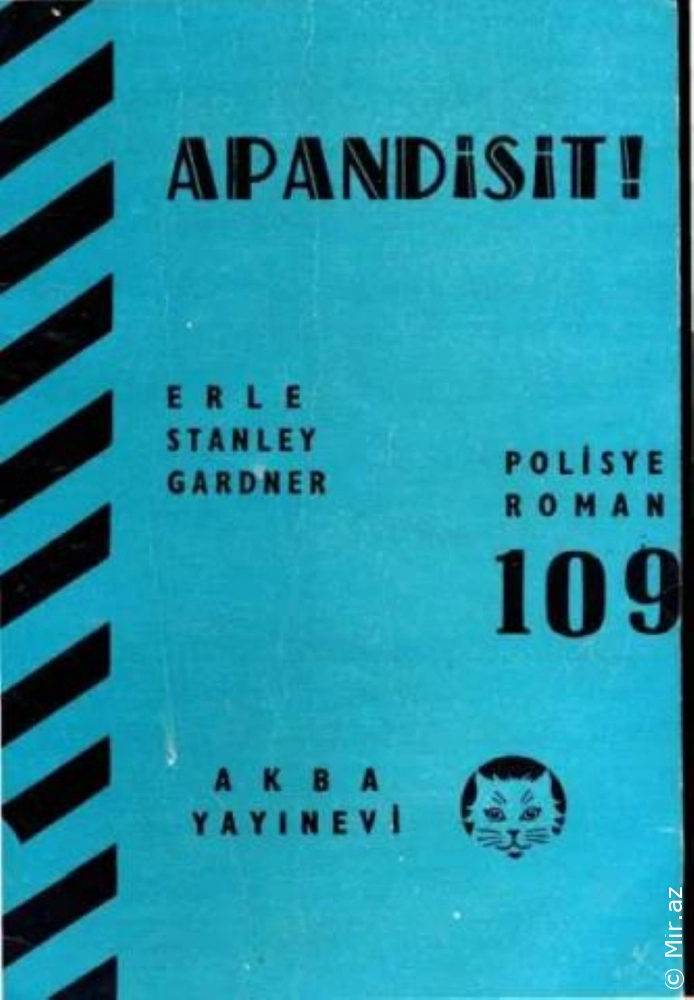 APANDİSİT!
ERLE
STANLEY
GARDNER
POLİSYE
ROMAN
109
AKBA
YAYINEVİ
© Mir.az